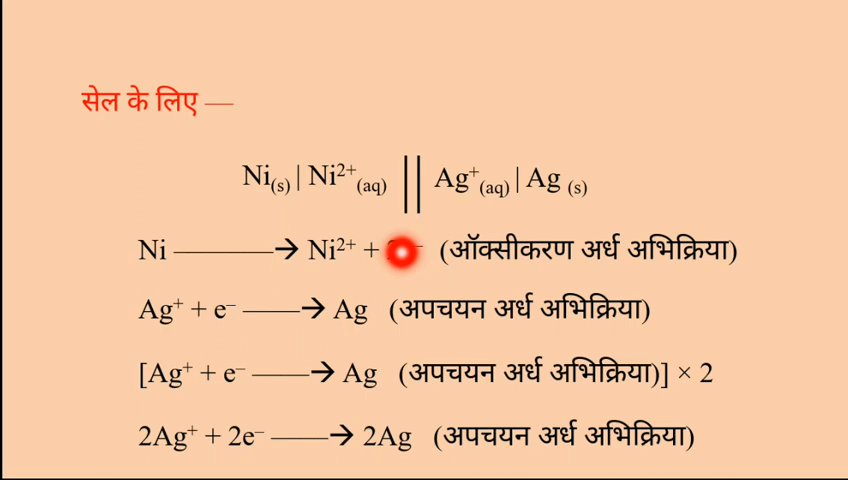 सेल के लिए —
Ni(s) | Ni²⁺(aq) || Ag⁺(aq) | Ag (s)
Ni ———→ Ni²⁺ + (ऑक्सीकरण अर्ध अभिक्रिया)
Ag⁺ + e⁻ ——→ Ag (अपचयन अर्ध अभिक्रिया)
[Ag⁺ + e⁻ ——→ Ag (अपचयन अर्ध अभिक्रिया)] × 2
2Ag⁺ + 2e⁻ ——→ 2Ag (अपचयन अर्ध अभिक्रिया)